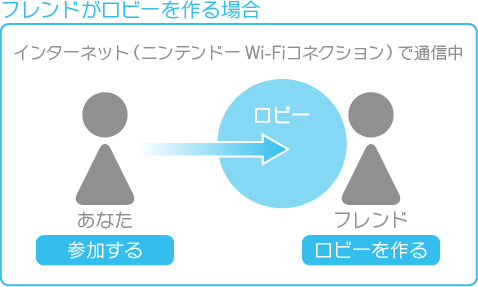 フレンドがロビーを作る場合
インターネット（ニンテンドー Wi-Fiコネクション）で通信中
ロビー
あなた
フレンド
参加する
ロビーを作る